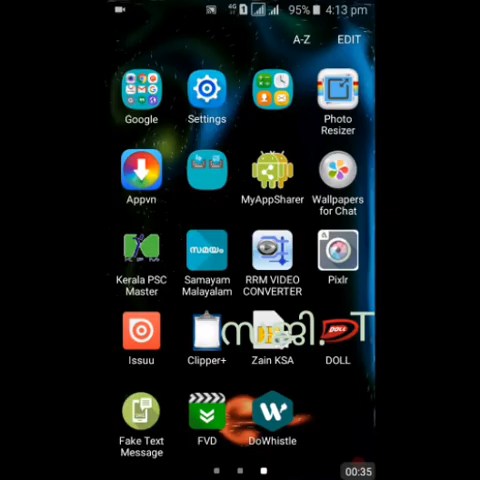 4G 1 95% 4:13 pm
A-Z EDIT
Google Settings Photo Resizer
Appvn MyAppSharer Wallpapers for Chat
സമയം
Kerala PSC Master Samayam Malayalam RRM VIDEO CONVERTER Pixlr
സജി. T
DOLL
Issuu Clipper+ Zain KSA DOLL
Fake Text Message FVD DoWhistle
00:35